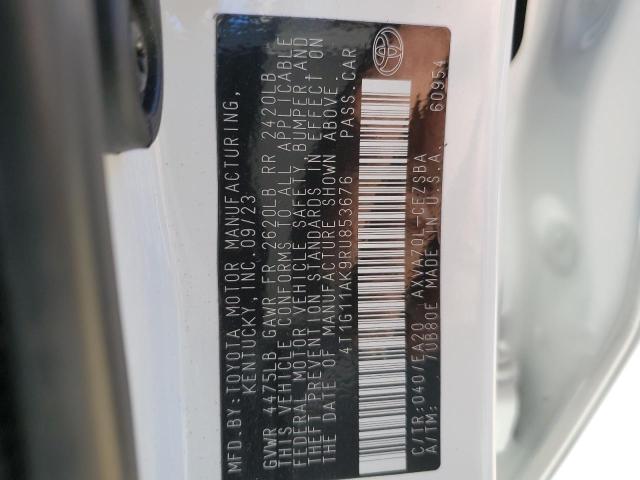 MFD.BY:TOYOTA MOTOR MANUFACTURING,
KENTUCKY, INC. 09/23
GVWR 4475LB GAWR FR 2620LB RR 2420LB
THIS VEHICLE CONFORMS TO ALL APPLICABLE
FEDERAL MOTOR VEHICLE SAFETY, BUMPER, AND
THEFT PREVENTION STANDARDS IN EFFECT ON
THE DATE OF MANUFACTURE SHOWN ABOVE.
4T1G11AK9RU853676 PASS.CAR
C/TR:040/EA20 AXVA70L-CEZSBA
A/TM: -/UB80E MADE IN U.S.A. 60954